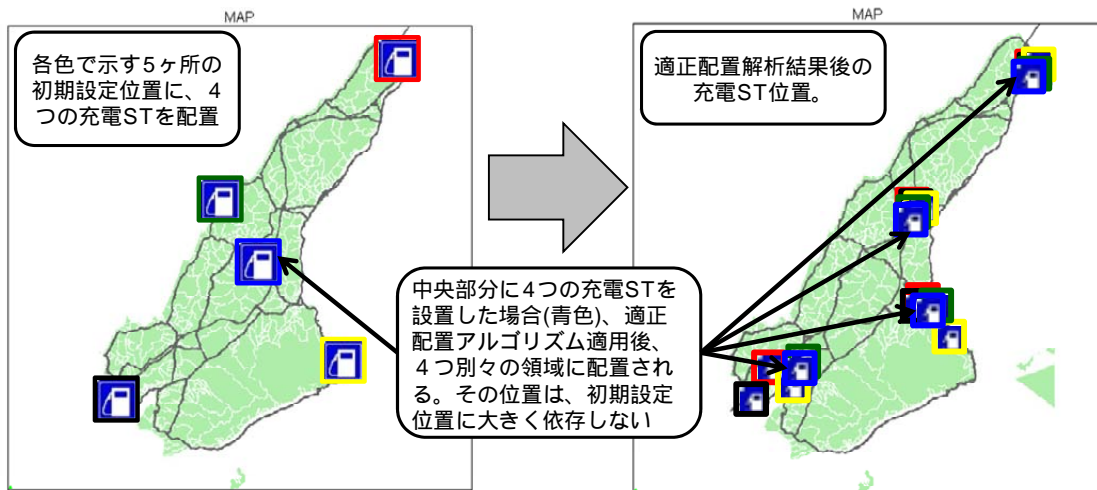 MAP
各色で示す5ヶ所の
初期設定位置に、4
つの充電STを配置
MAP
適正配置解析結果後の
充電ST位置。
中央部分に4つの充電STを
設置した場合(青色)、適正
配置アルゴリズム適用後、
４つ別々の領域に配置され
る。その位置は、初期設定
位置に大きく依存しない